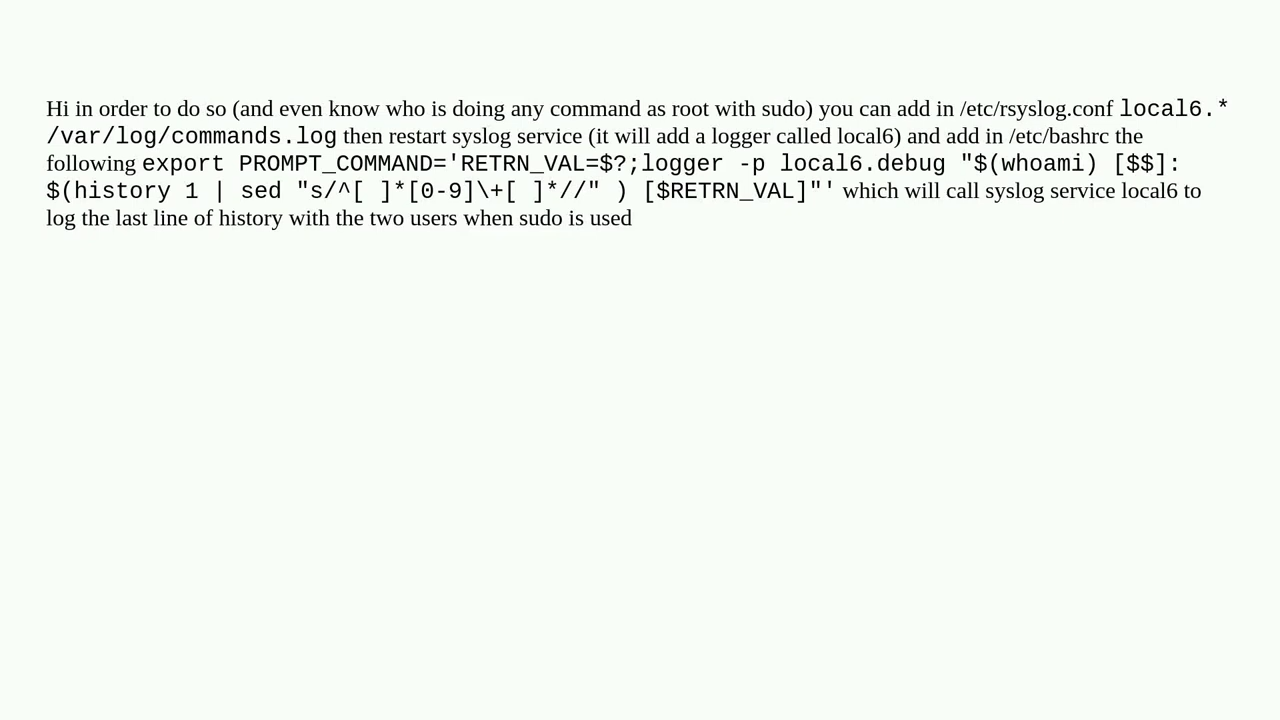 Hi in order to do so (and even know who is doing any command as root with sudo) you can add in /etc/rsyslog.conf local6.*
/var/log/commands.log then restart syslog service (it will add a logger called local6) and add in /etc/bashrc the
following export PROMPT_COMMAND='RETRN_VAL=$?;logger -p local6.debug "$(whoami) [$$]:
$(history 1 | sed "s/^[ ]*[0-9]\+[ ]*//" ) [$RETRN_VAL]"' which will call syslog service local6 to
log the last line of history with the two users when sudo is used